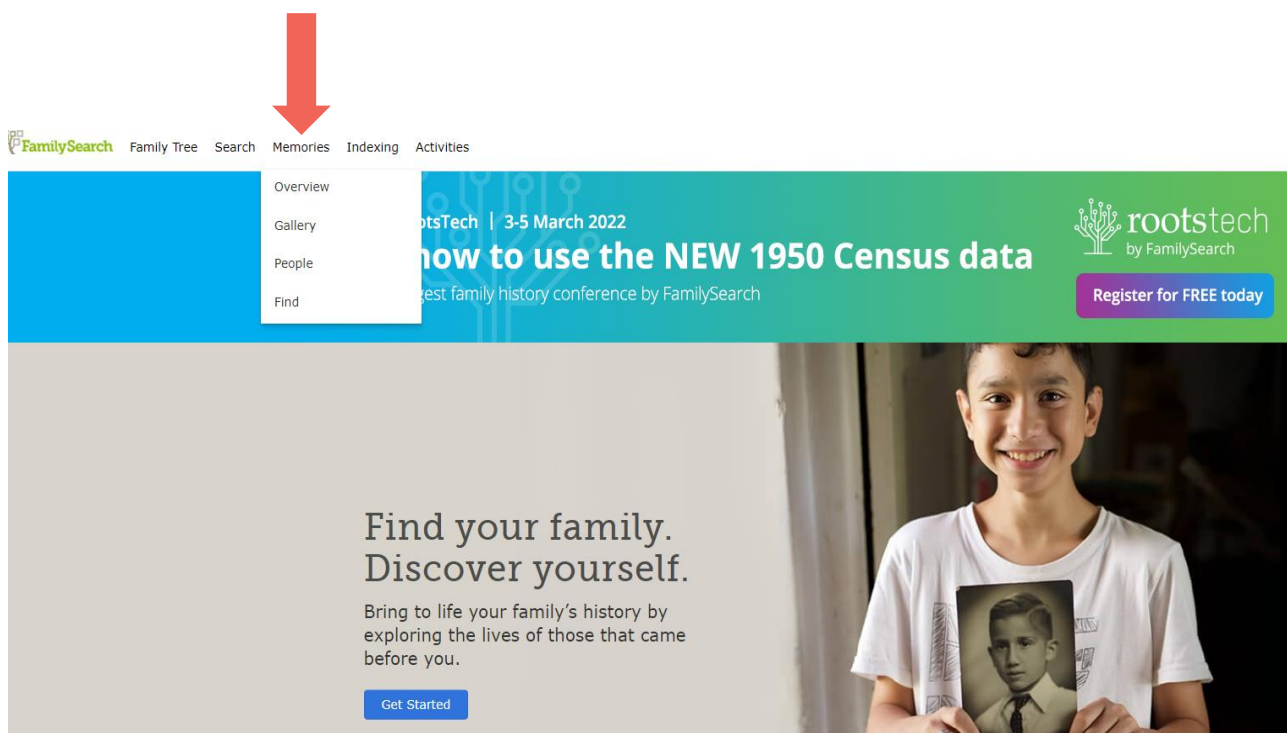 FamilySearch Family Tree Search Memories Indexing Activities
Overview
Gallery
People
Find
otsTech | 3-5 March 2022
how to use the NEW 1950 Census data
gest family history conference by FamilySearch
rootstech
by FamilySearch
Register for FREE today
Find your family.
Discover yourself.
Bring to life your family’s history by
exploring the lives of those that came
before you.
Get Started